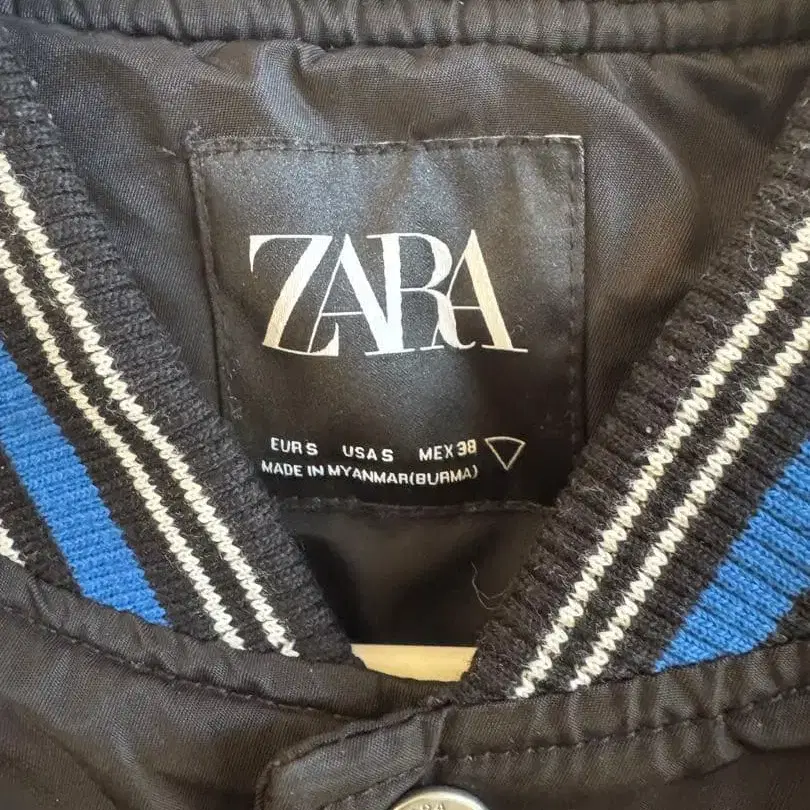 ZARA
EUR S USA S MEX 38
MADE IN MYANMAR(BURMA)